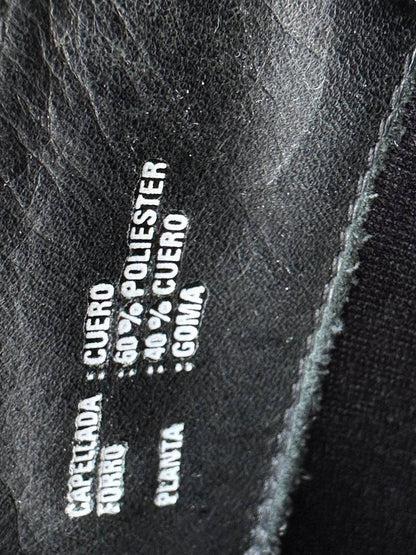 CAPELLADA : CUERO
FORRO : 60% POLIESTER
: 40% CUERO
PLANTA : GOMA